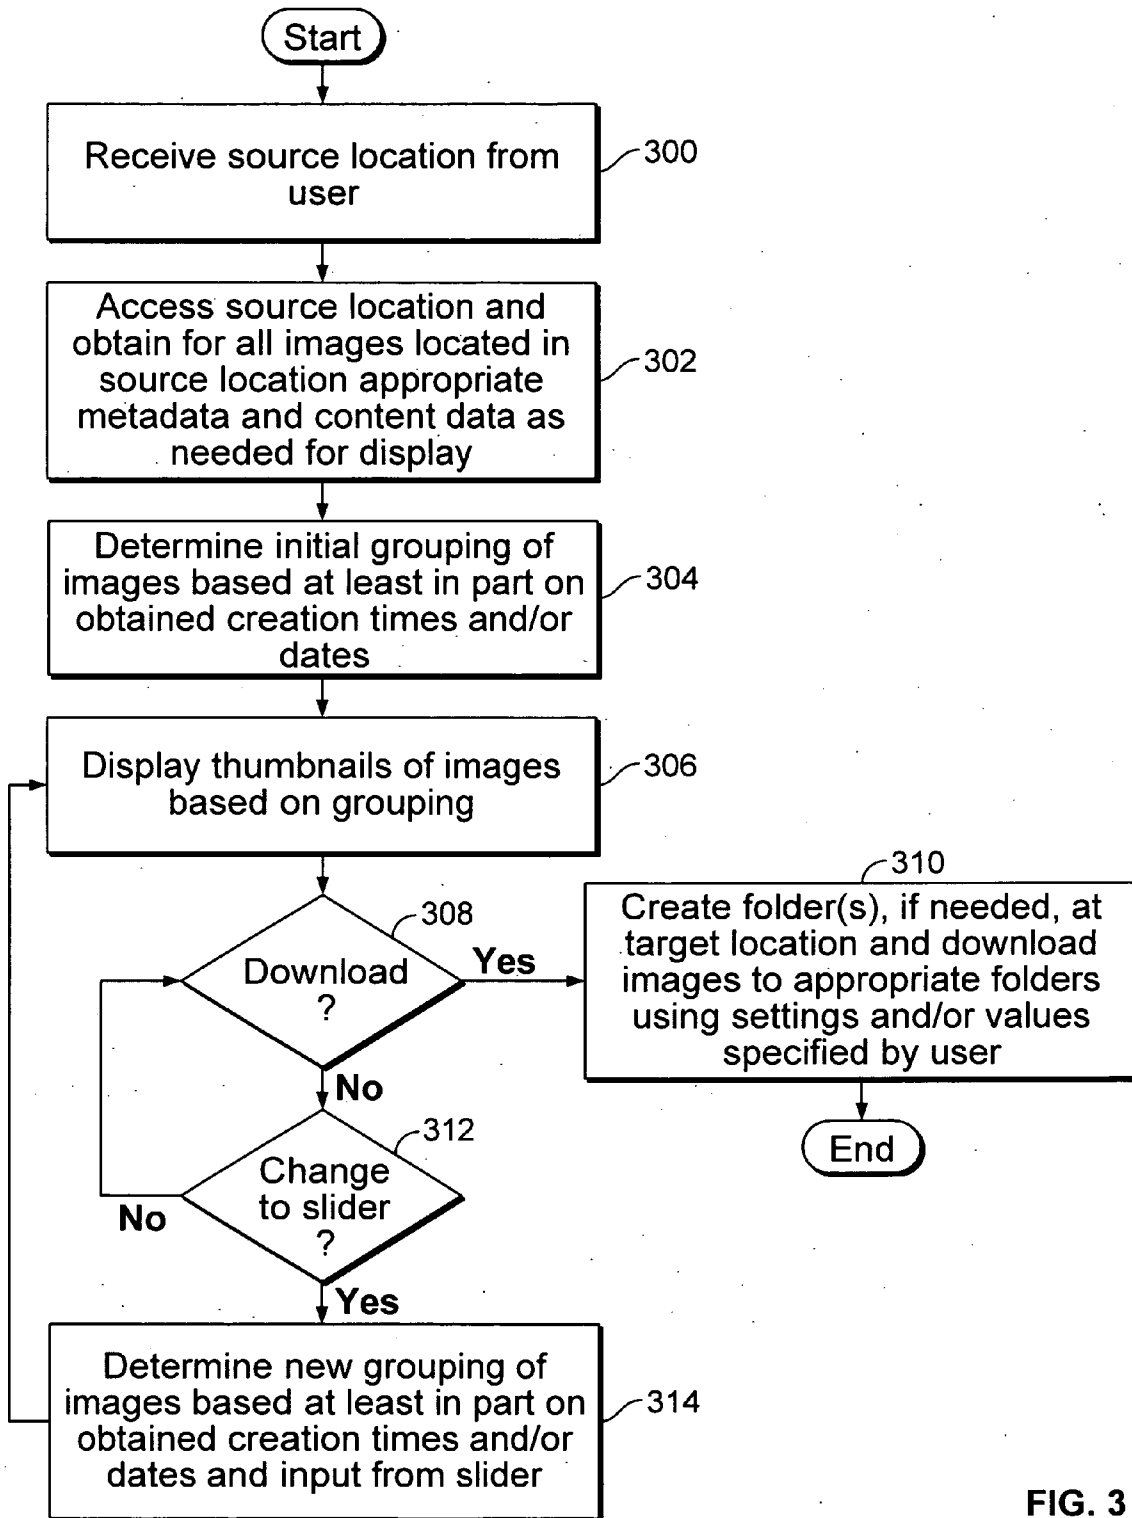 Start
Receive source location from
user
300
Access source location and
obtain for all images located in
source location appropriate
metadata and content data as
needed for display
302
Determine initial grouping of
images based at least in part on
obtained creation times and/or
dates
304
Display thumbnails of images
based on grouping
306
Download
?
308
Yes
310
Create folder(s), if needed, at
target location and download
images to appropriate folders
using settings and/or values
specified by user
End
No
Change
to slider
?
312
No
Yes
Determine new grouping of
images based at least in part on
obtained creation times and/or
dates and input from slider
314
FIG. 3